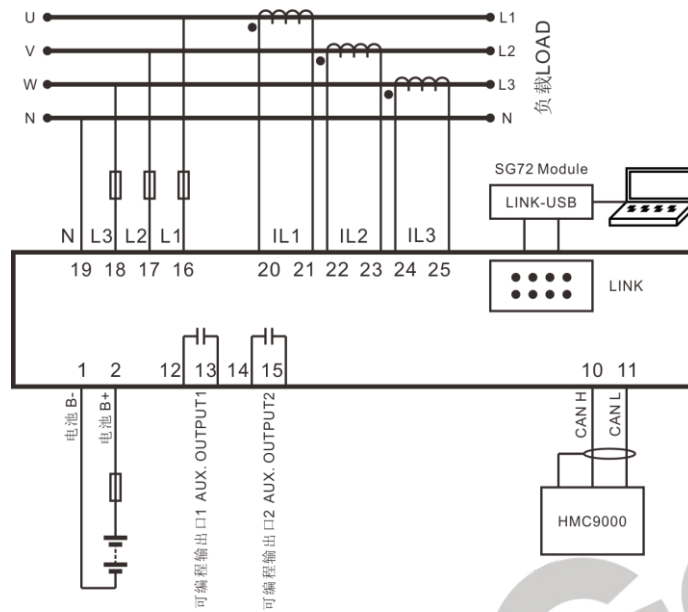 U L1
V L2
W L3
N N
负载LOAD
SG72 Module
LINK-USB
N L3 L2 L1 IL1 IL2 IL3
19 18 17 16 20 21 22 23 24 25
LINK
1 2 12 13 14 15 10 11
电池 B-
电池 B+
可编程输出口1 AUX. OUTPUT1
可编程输出口2 AUX. OUTPUT2
CAN H
CAN L
HMC9000